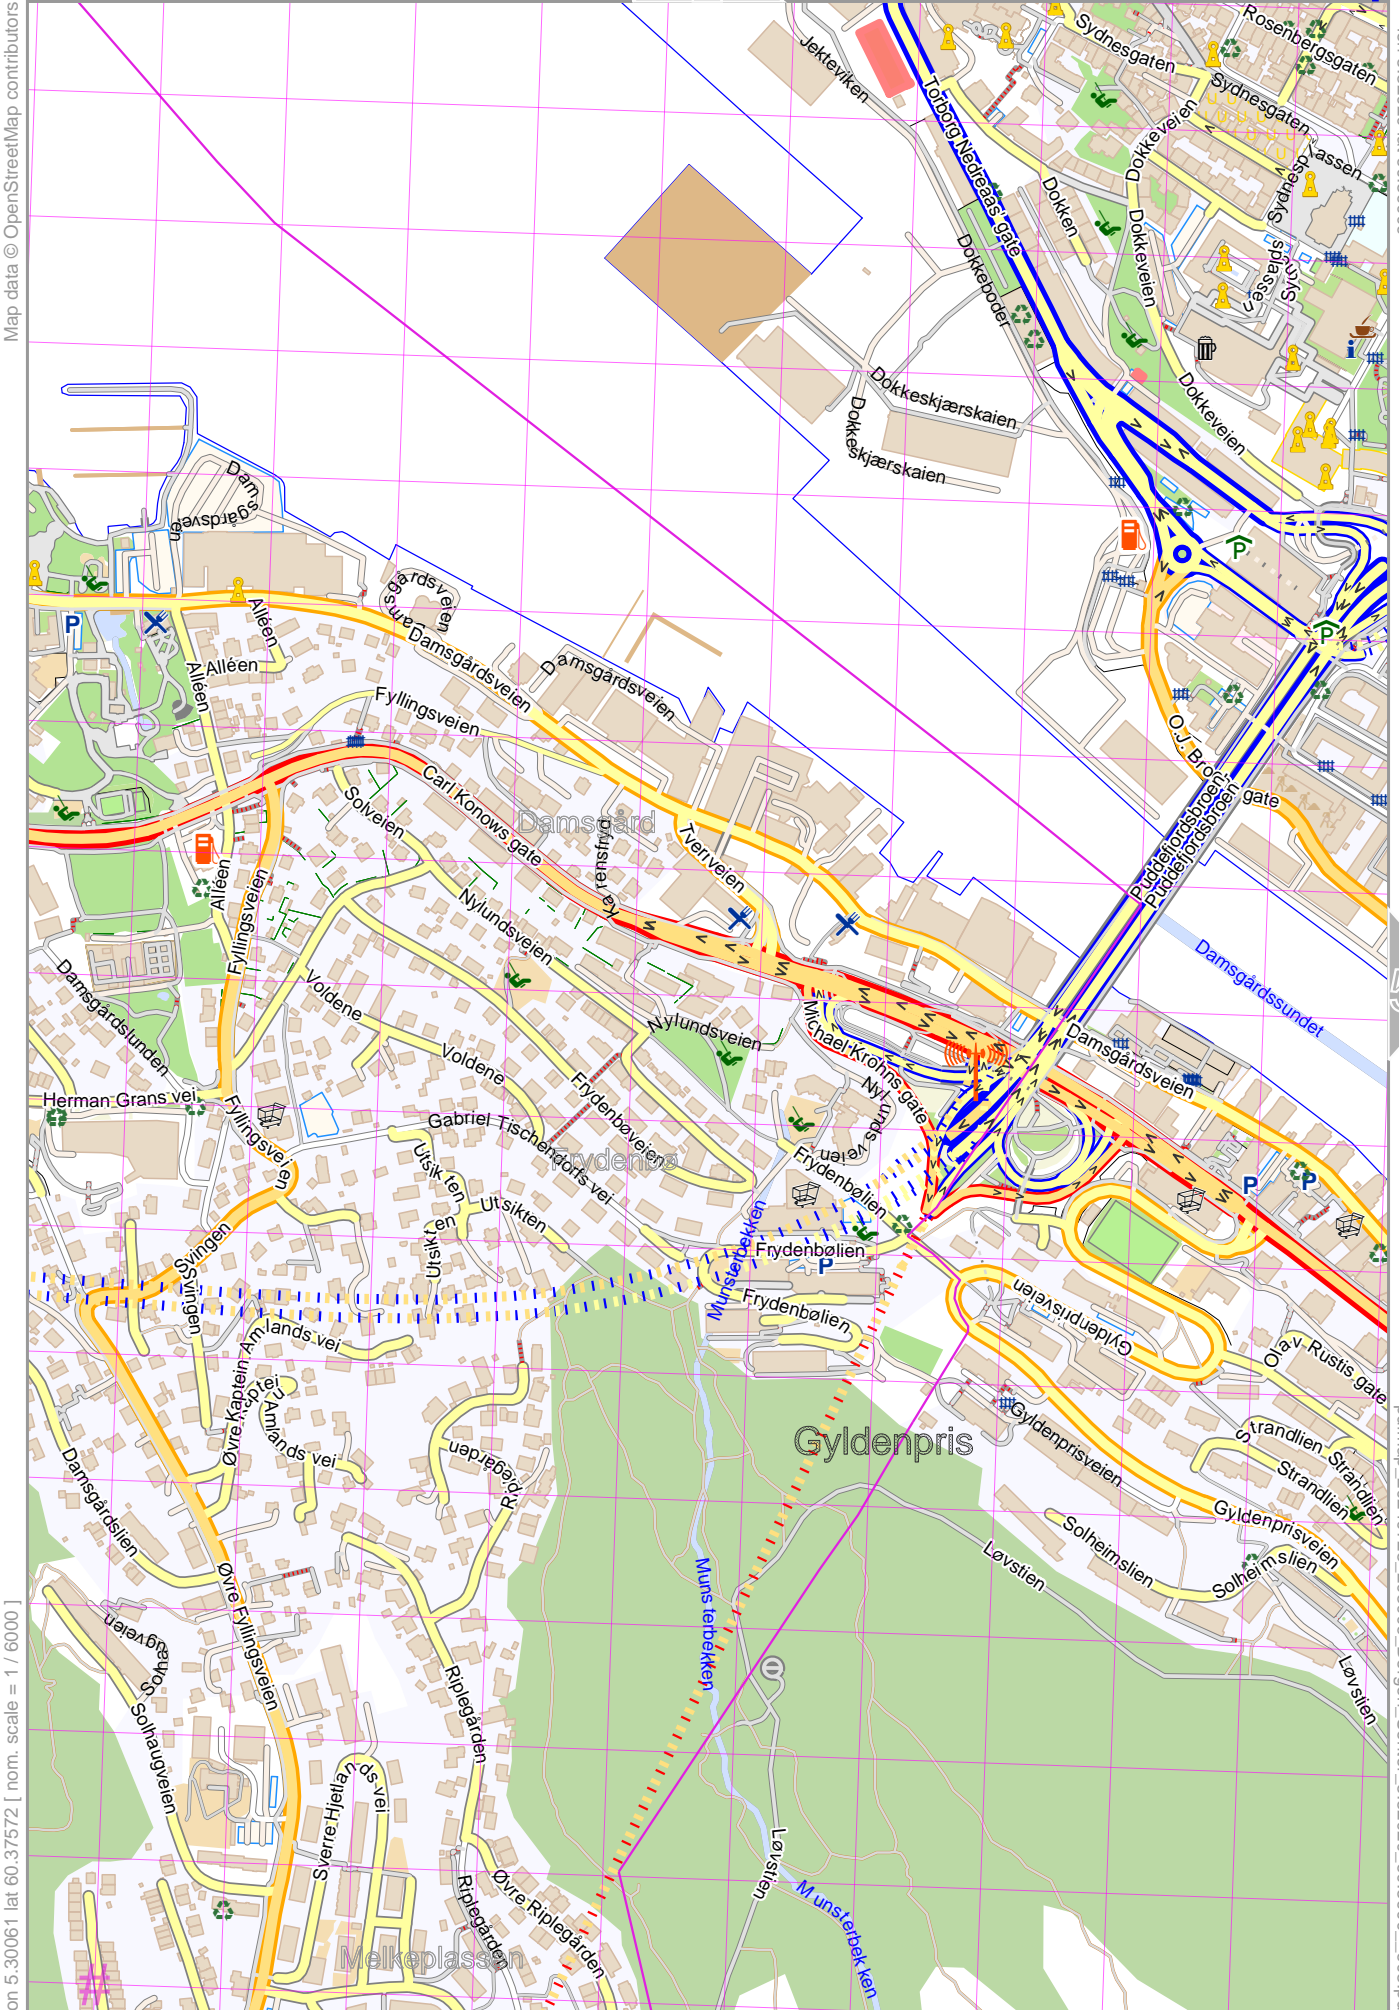 Map data © OpenStreetMap contributors
Jekteviken
Sydnesgaten
Rosenbergsgaten
Torborg Nedreaas' gate
Sydnesgaten
Dokkeveien
Dokken
Dokkeveien
Dokkeboder
Dokkeskjærskaien
Dokkeskjærskaien
Dokkeveien
Damsgårdsveien
Damsgårdsveien
Alléen
Alléen
Alléen
Damsgårdsveien
Damsgårdsveien
Fyllingsveien
O.J. Brochs gate
Puddefjordsbroen
Puddefjordsbroen
Solveien
Carl Konows gate
Damsgård
Tverrveien
Alléen
Fyllingsveien
Nylundsveien
Damsgårdssundet
Damsgårdslunden
Voldene
Nylundsveien
Michael Krohns gate
Damsgårdsveien
Voldene
Nylundsveien
Herman Grans vei
Fyllingsveien
Frydenbøveien
Gabriel Tischendorfs vei
Frydenbø
Frydenbølien
Utsikten
Utsikten
Utsikten
Munsterbekken
Frydenbølien
Svingen
Svingen
Frydenbølien
Gyldenprisveien
Amlands vei
Øvre Kaptein
Amlands vei
Olav Rustis gate
Gyldenpris
Gyldenprisveien
Strandlien
Strandlien
Strandlien
Damsgårdslien
Riplegården
Gyldenprisveien
Solheimslien
Solheimslien
Løvstien
Øvre Fyllingsveien
Munsterbekken
Solhaugveien
Løvstien
Riplegården
Solhaugveien
Sverre Hjetlands vei
Løvstien
Riplegården
Øvre Riplegården
Munsterbekken
Melkeplassen
on 5.30061 lat 60.37572 [ nom. scale = 1 / 6000 ]